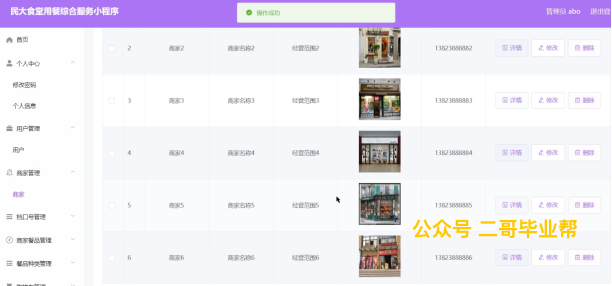 民大食堂用餐综合服务小程序
操作成功
管理员 abo
首页
个人中心
修改密码
个人信息
用户管理
用户
商家管理
商家
档口号管理
商家餐品管理
餐品种类管理
2 商家2 商家名称2 经营范围2 13823888882 详情 修改 删除
3 商家3 商家名称3 经营范围3 13823888883 详情 修改 删除
4 商家4 商家名称4 经营范围4 13823888884 详情 修改 删除
5 商家5 商家名称5 经营范围5 13823888885 详情 修改 删除
6 商家6 商家名称6 经营范围6 13823888886 详情 修改 删除
公众号 二哥毕业帮